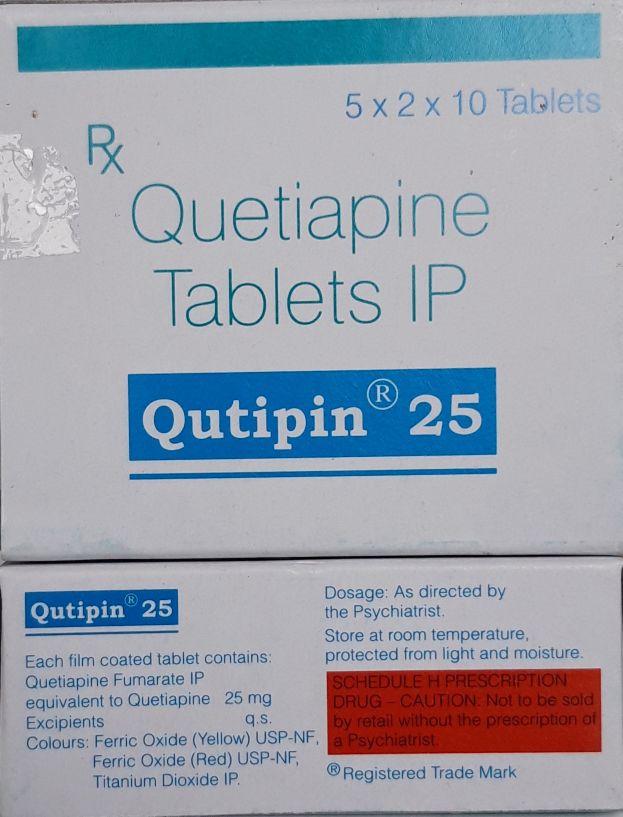 5 x 2 x 10 Tablets
Rx
Quetiapine
Tablets IP
Qutipin® 25
Qutipin® 25
Each film coated tablet contains:
Quetiapine Fumarate IP
equivalent to Quetiapine 25 mg
Excipients q.s.
Colours: Ferric Oxide (Yellow) USP-NF,
Ferric Oxide (Red) USP-NF,
Titanium Dioxide IP.
Dosage: As directed by
the Psychiatrist.
Store at room temperature,
protected from light and moisture.
SCHEDULE H PRESCRIPTION
DRUG – CAUTION: Not to be sold
by retail without the prescription of
a Psychiatrist.
® Registered Trade Mark